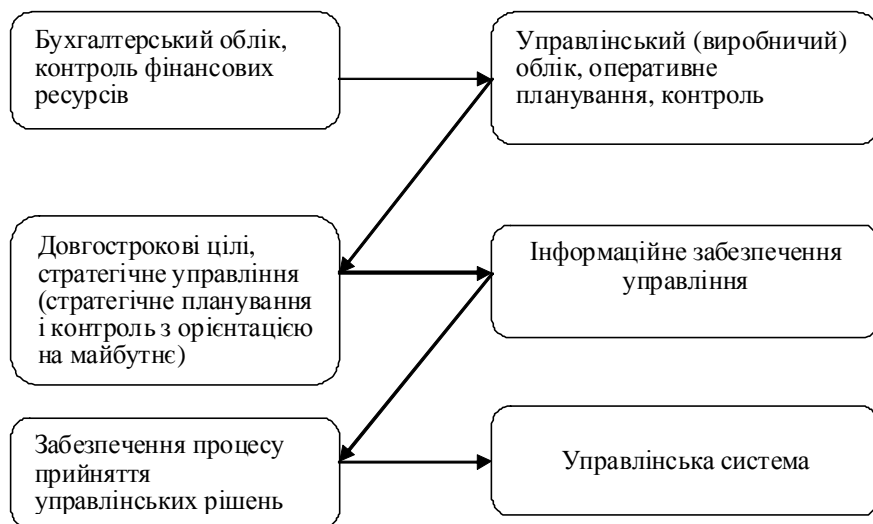 Бухгалтерський облік,
контроль фінансових
ресурсів
Управлінський (виробничий)
облік, оперативне
планування, контроль
Довгострокові цілі,
стратегічне управління
(стратегічне планування
і контроль з орієнтацією
на майбутнє)
Інформаційне забезпечення
управління
Забезпечення процесу
прийняття
управлінських рішень
Управлінська система